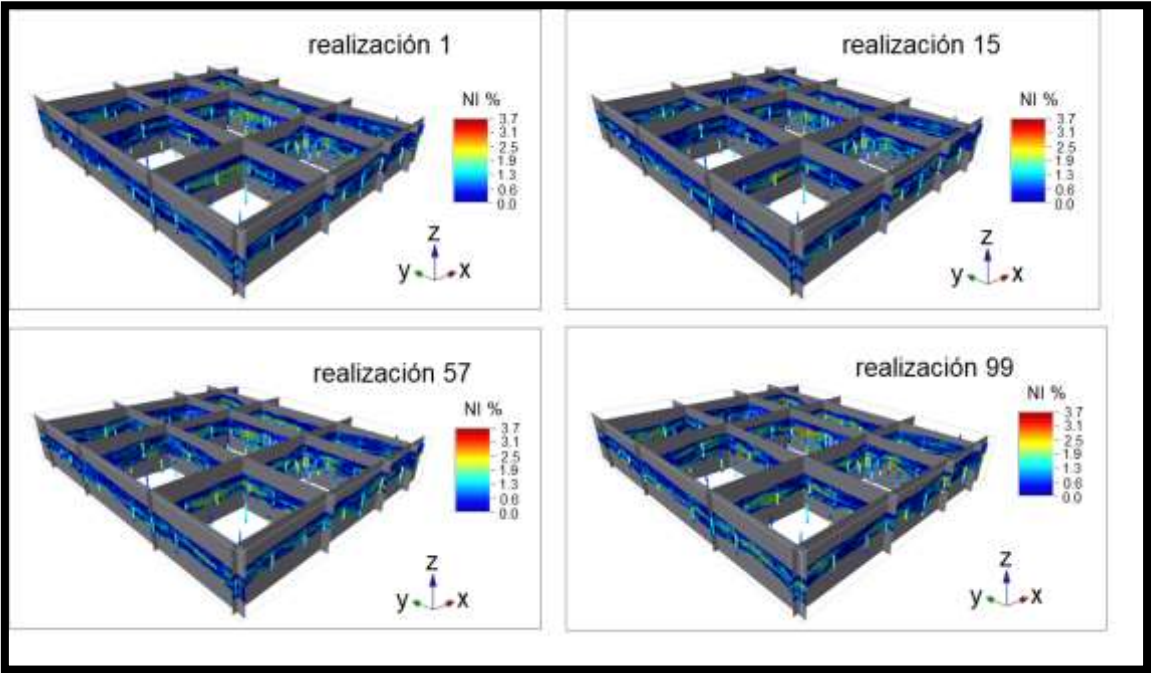 realización 1
NI %
3.7
3.1
2.5
1.9
1.3
0.6
0.0
z
y
x
realización 15
NI %
3.7
3.1
2.5
1.9
1.3
0.6
0.0
z
y
x
realización 57
NI %
3.7
3.1
2.5
1.9
1.3
0.6
0.0
z
y
x
realización 99
NI %
3.7
3.1
2.5
1.9
1.3
0.6
0.0
z
y
x